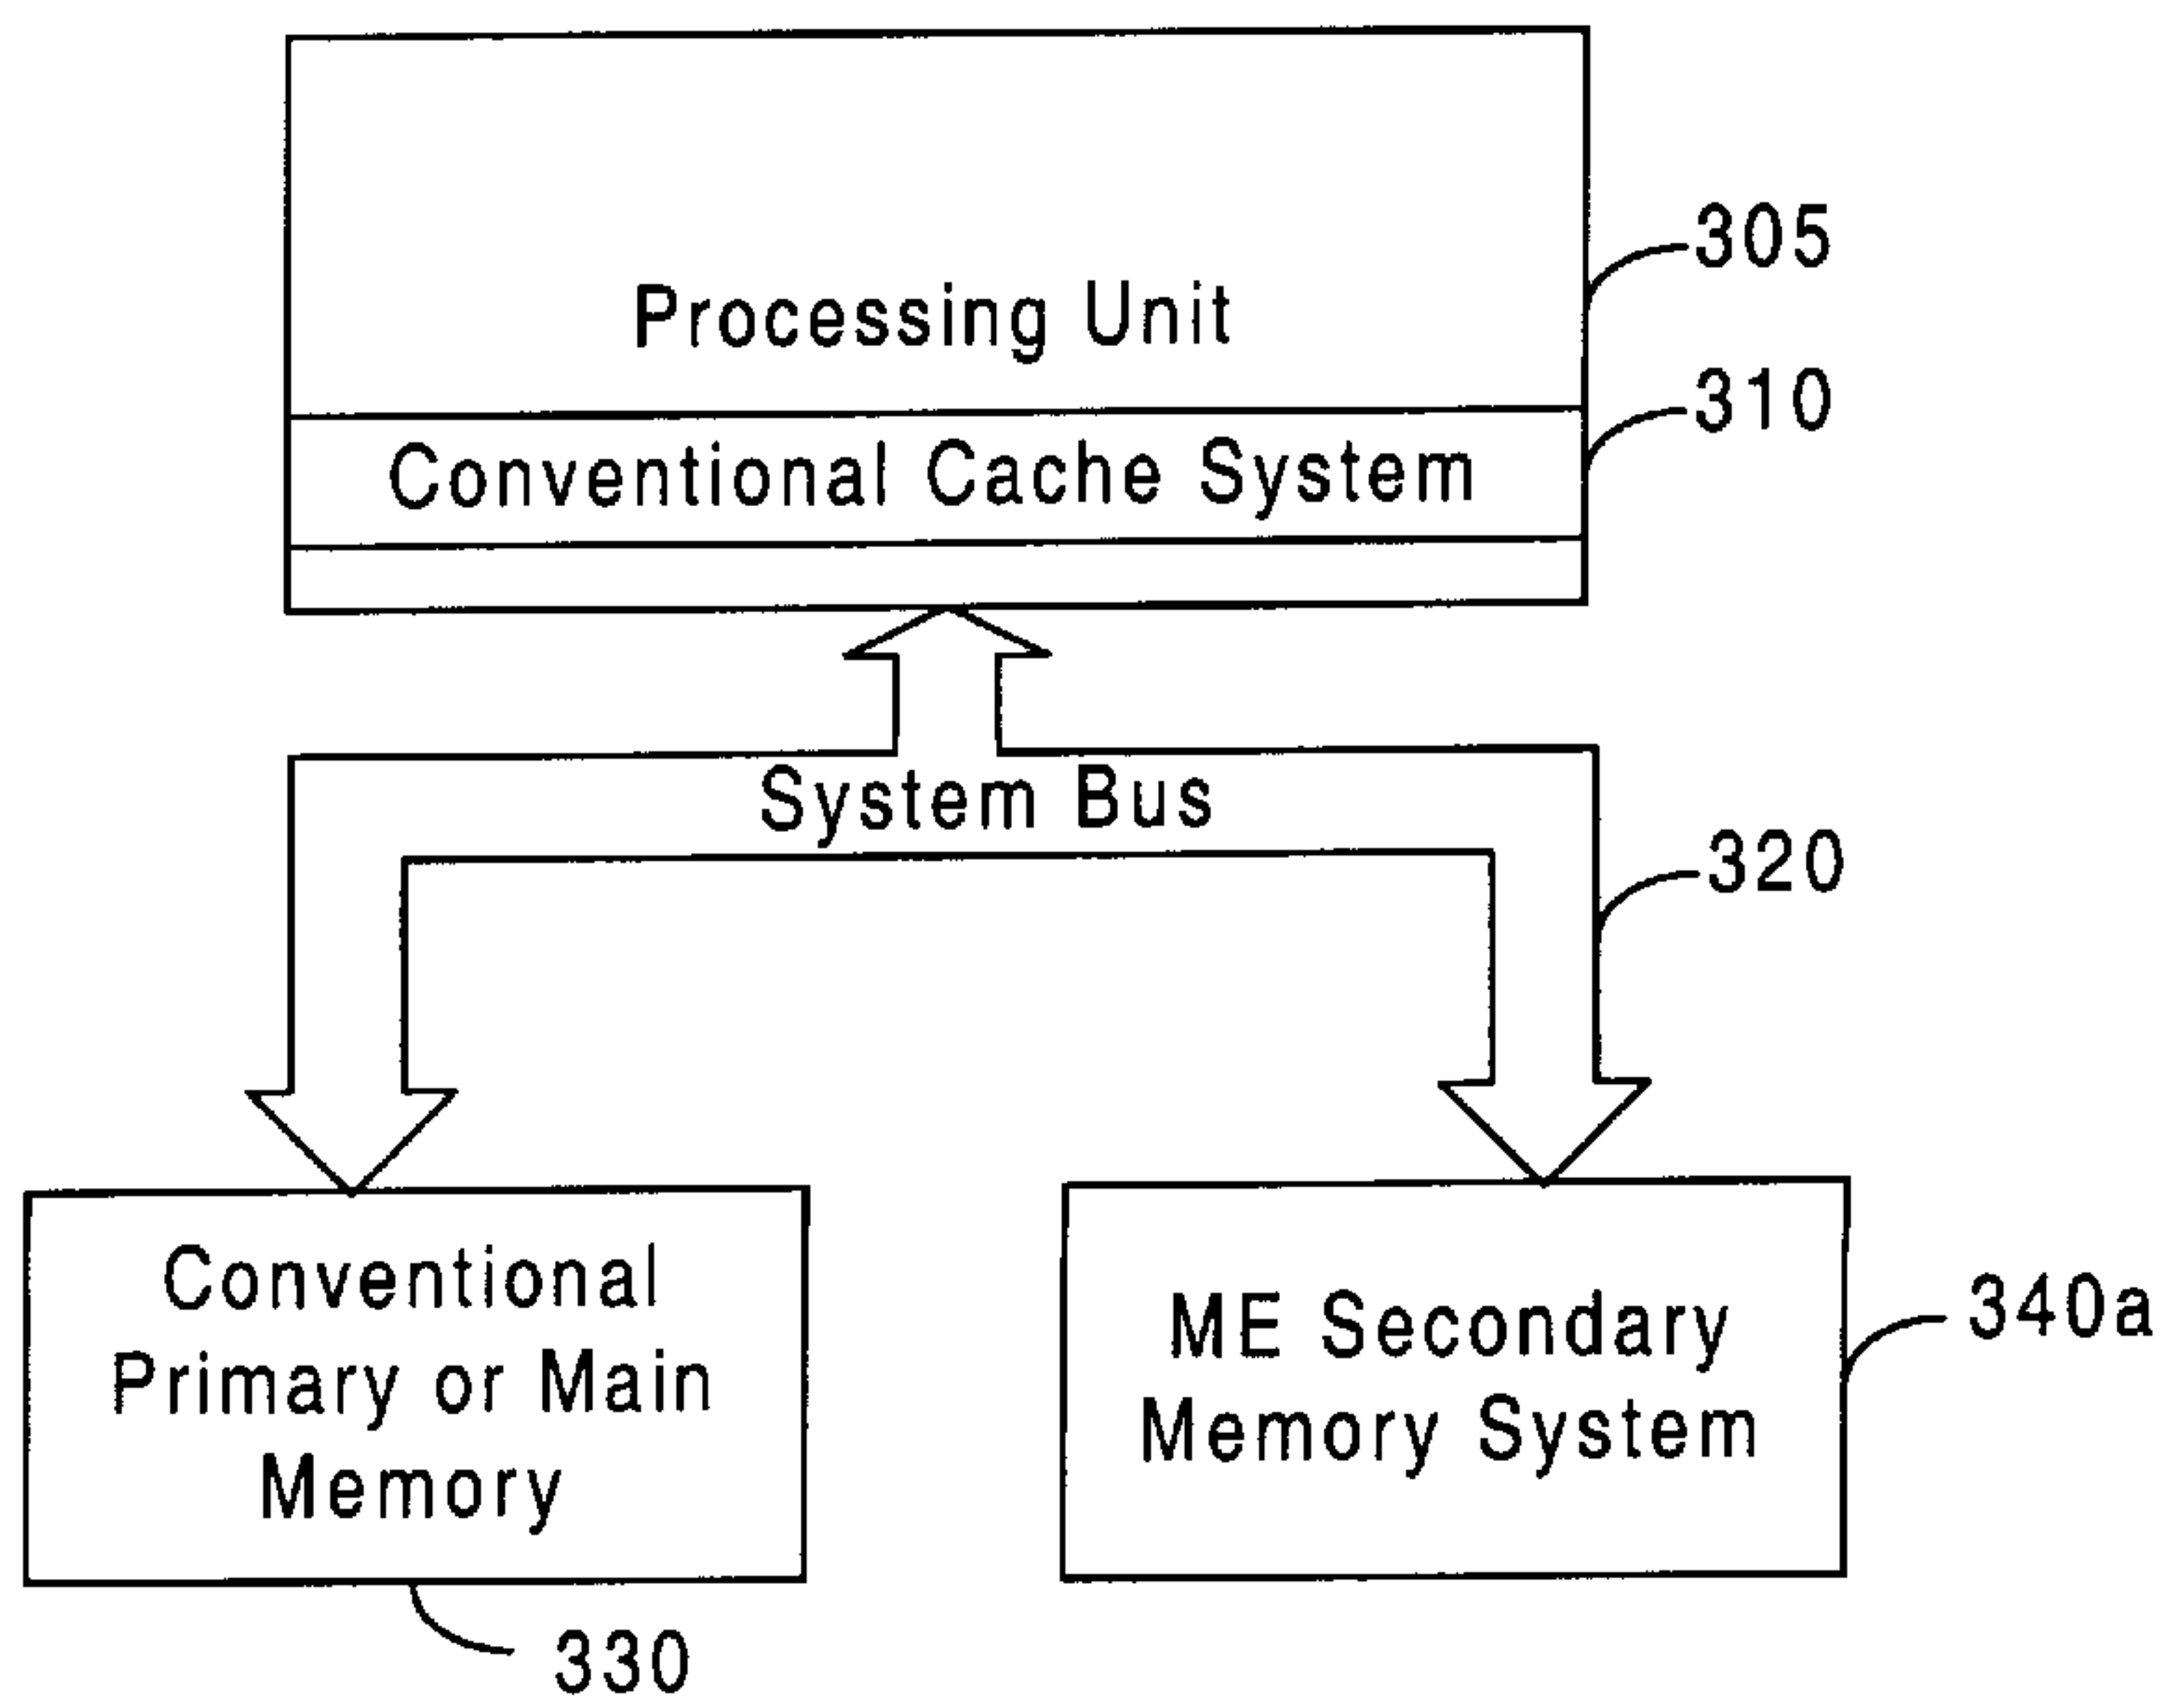 305
Processing Unit
310
Conventional Cache System
System Bus
320
Conventional
Primary or Main
Memory
ME Secondary
Memory System
340a
330